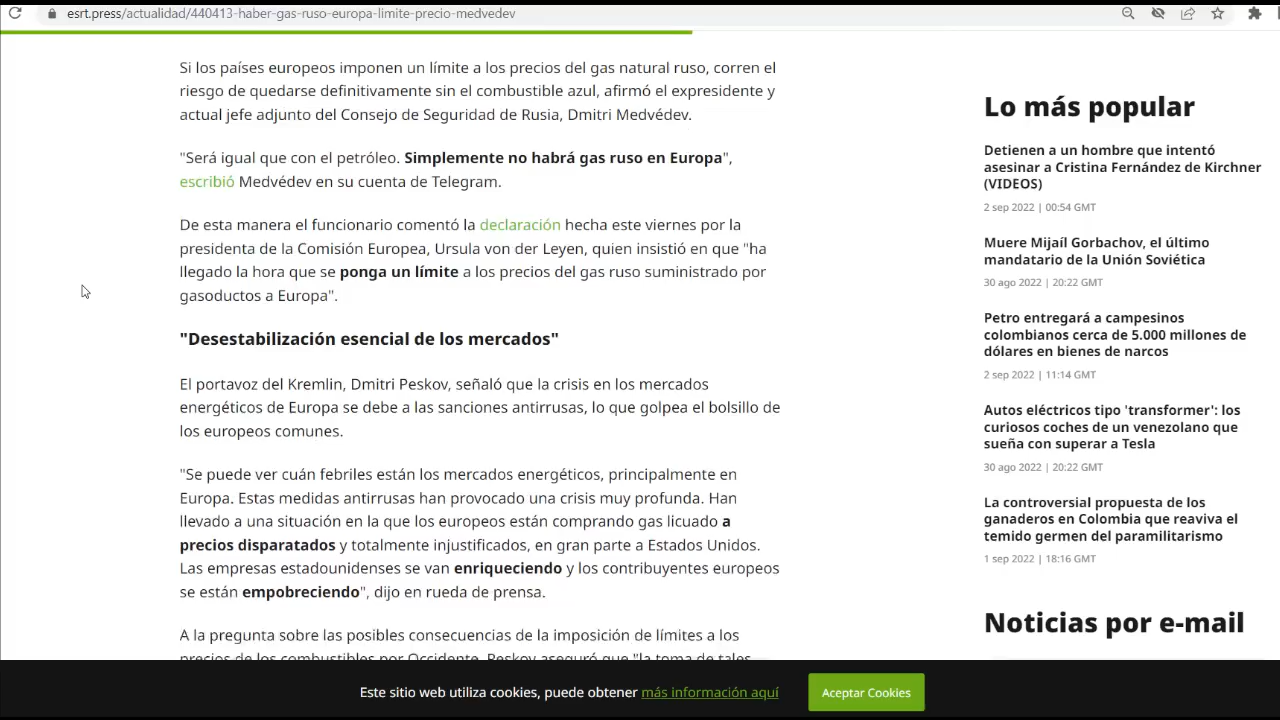 esrt.press/actualidad/440413-haber-gas-ruso-europa-limite-precio-medvedev
Si los países europeos imponen un límite a los precios del gas natural ruso, corren el
riesgo de quedarse definitivamente sin el combustible azul, afirmó el expresidente y
actual jefe adjunto del Consejo de Seguridad de Rusia, Dmitri Medvédev.
"Será igual que con el petróleo. Simplemente no habrá gas ruso en Europa",
escribió Medvédev en su cuenta de Telegram.
De esta manera el funcionario comentó la declaración hecha este viernes por la
presidenta de la Comisión Europea, Ursula von der Leyen, quien insistió en que "ha
llegado la hora que se ponga un límite a los precios del gas ruso suministrado por
gasoductos a Europa".
"Desestabilización esencial de los mercados"
El portavoz del Kremlin, Dmitri Peskov, señaló que la crisis en los mercados
energéticos de Europa se debe a las sanciones antirrusas, lo que golpea el bolsillo de
los europeos comunes.
"Se puede ver cuán febriles están los mercados energéticos, principalmente en
Europa. Estas medidas antirrusas han provocado una crisis muy profunda. Han
llevado a una situación en la que los europeos están comprando gas licuado a
precios disparatados y totalmente injustificados, en gran parte a Estados Unidos.
Las empresas estadounidenses se van enriqueciendo y los contribuyentes europeos
se están empobreciendo", dijo en rueda de prensa.
A la pregunta sobre las posibles consecuencias de la imposición de límites a los
precios de los combustibles por Occidente, Peskov aseguró que "la toma de tales
Lo más popular
Detienen a un hombre que intentó
asesinar a Cristina Fernández de Kirchner
(VIDEOS)
2 sep 2022 | 00:54 GMT
Muere Mijaíl Gorbachov, el último
mandatario de la Unión Soviética
30 ago 2022 | 20:22 GMT
Petro entregará a campesinos
colombianos cerca de 5.000 millones de
dólares en bienes de narcos
2 sep 2022 | 11:14 GMT
Autos eléctricos tipo 'transformer': los
curiosos coches de un venezolano que
sueña con superar a Tesla
30 ago 2022 | 20:22 GMT
La controversial propuesta de los
ganaderos en Colombia que reaviva el
temido germen del paramilitarismo
1 sep 2022 | 18:16 GMT
Noticias por e-mail
Este sitio web utiliza cookies, puede obtener más información aquí
Aceptar Cookies